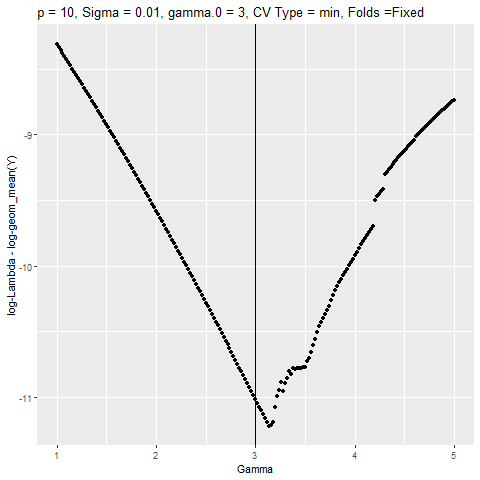 p = 10, Sigma = 0.01, gamma.0 = 3, CV Type = min, Folds =Fixed
log-Lambda - log-geom_mean(Y)
-9
-10
-11
1 2 3 4 5
Gamma